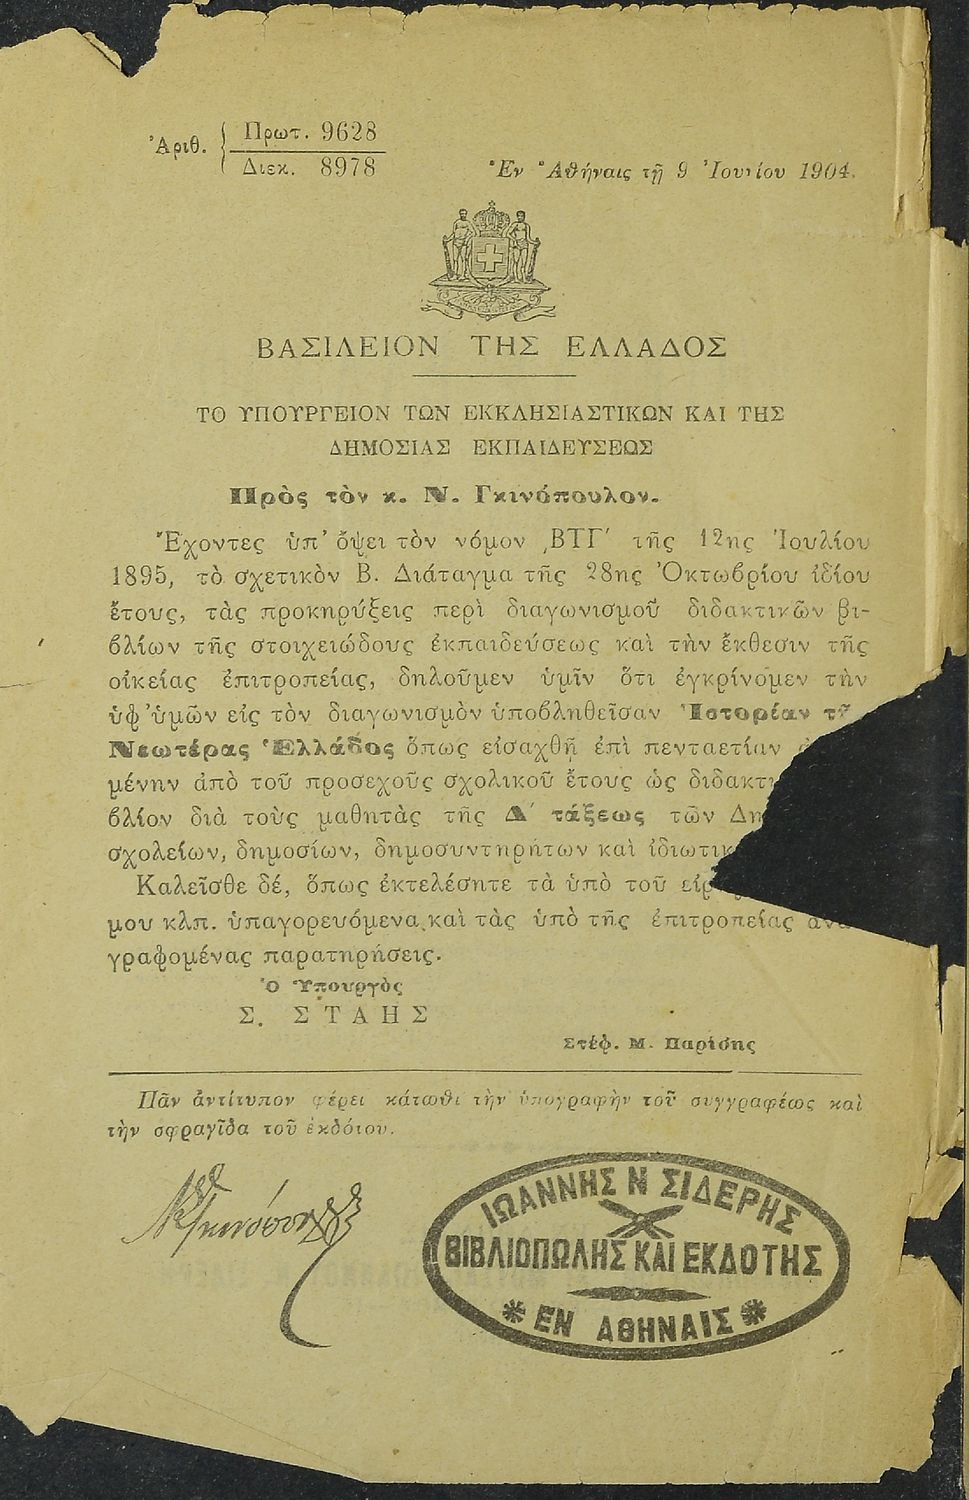 Ἀριθ. { Πρωτ. 9628
Διεκ. 8978
Ἐν Ἀθήναις τῇ 9 Ἰουνίου 1904.
ΒΑΣΙΛΕΙΟΝ ΤΗΣ ΕΛΛΑΔΟΣ
ΤΟ ΥΠΟΥΡΓΕΙΟΝ ΤΩΝ ΕΚΚΛΗΣΙΑΣΤΙΚΩΝ ΚΑΙ ΤΗΣ
ΔΗΜΟΣΙΑΣ ΕΚΠΑΙΔΕΥΣΕΩΣ
Πρὸς τὸν κ. Ν. Γκινόπουλον.
Ἔχοντες ὑπ' ὄψει τὸν νόμον ͵ΒΤΓ΄ τῆς 12ης Ἰουλίου
1895, τὸ σχετικὸν Β. Διάταγμα τῆς 28ης Ὀκτωβρίου ἰδίου
ἔτους, τὰς προκηρύξεις περὶ διαγωνισμοῦ διδακτικῶν βι-
βλίων τῆς στοιχειώδους ἐκπαιδεύσεως καὶ τὴν ἔκθεσιν τῆς
οἰκείας ἐπιτροπείας, δηλοῦμεν ὑμῖν ὅτι ἐγκρίνομεν τὴν
ὑφ' ὑμῶν εἰς τὸν διαγωνισμὸν ὑποβληθεῖσαν Ἱστορίαν τῆ
Νεωτέρας Ἑλλάδος ὅπως εἰσαχθῇ ἐπὶ πενταετίαν
μένην ἀπὸ τοῦ προσεχοῦς σχολικοῦ ἔτους ὡς διδακτι
βλίον διὰ τοὺς μαθητὰς τῆς Δ΄ τάξεως τῶν Δη
σχολείων, δημοσίων, δημοσυντηρήτων καὶ ἰδιωτικ
Καλεῖσθε δέ, ὅπως ἐκτελέσητε τὰ ὑπὸ τοῦ εἰρ
μου κλπ. ὑπαγορευόμενα καὶ τὰς ὑπὸ τῆς ἐπιτροπείας ἀνα
γραφομένας παρατηρήσεις.
Ὁ Ὑπουργὸς
Σ. ΣΤΑΗΣ
Στέφ. Μ. Παρίσης
Πᾶν ἀντίτυπον φέρει κάτωθι τὴν ὑπογραφὴν τοῦ συγγραφέως καὶ
τὴν σφραγῖδα τοῦ ἐκδότου.
ΙΩΑΝΝΗΣ Ν ΣΙΔΕΡΗΣ
ΒΙΒΛΙΟΠΩΛΗΣ ΚΑΙ ΕΚΔΟΤΗΣ
ΕΝ ΑΘΗΝΑΙΣ